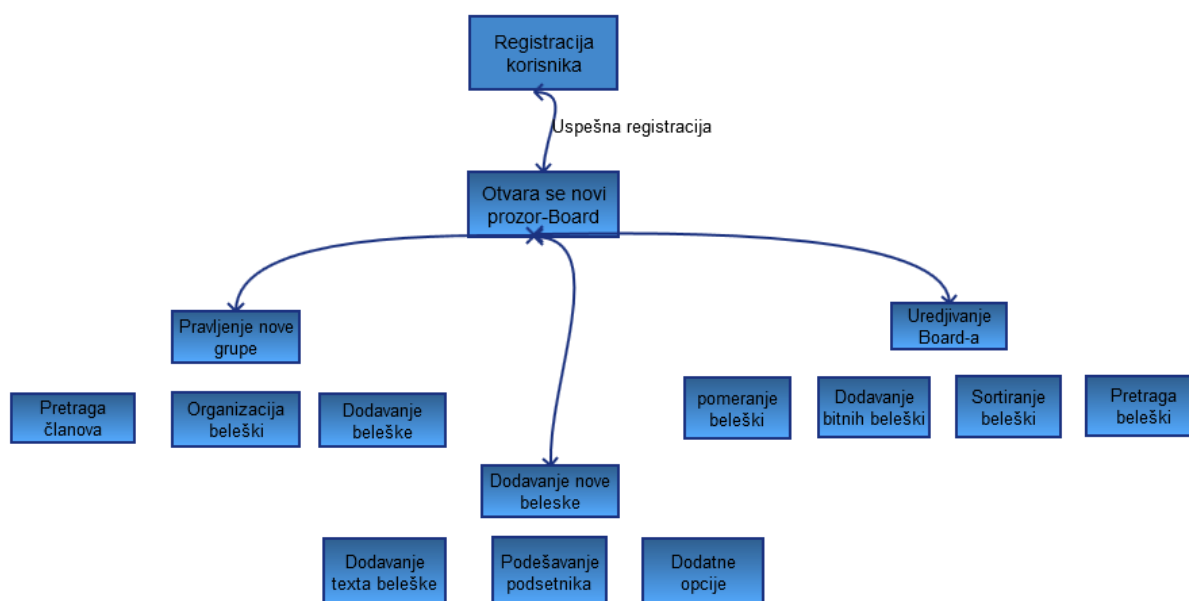 Registracija
korisnika
Uspešna registracija
Otvara se novi
prozor-Board
Pravljenje nove
grupe
Uredjivanje
Board-a
Pretraga
članova
Organizacija
beleški
Dodavanje
beleške
pomeranje
beleški
Dodavanje
bitnih beleški
Sortiranje
beleški
Pretraga
beleški
Dodavanje nove
beleske
Dodavanje
texta beleške
Podešavanje
podsetnika
Dodatne
opcije